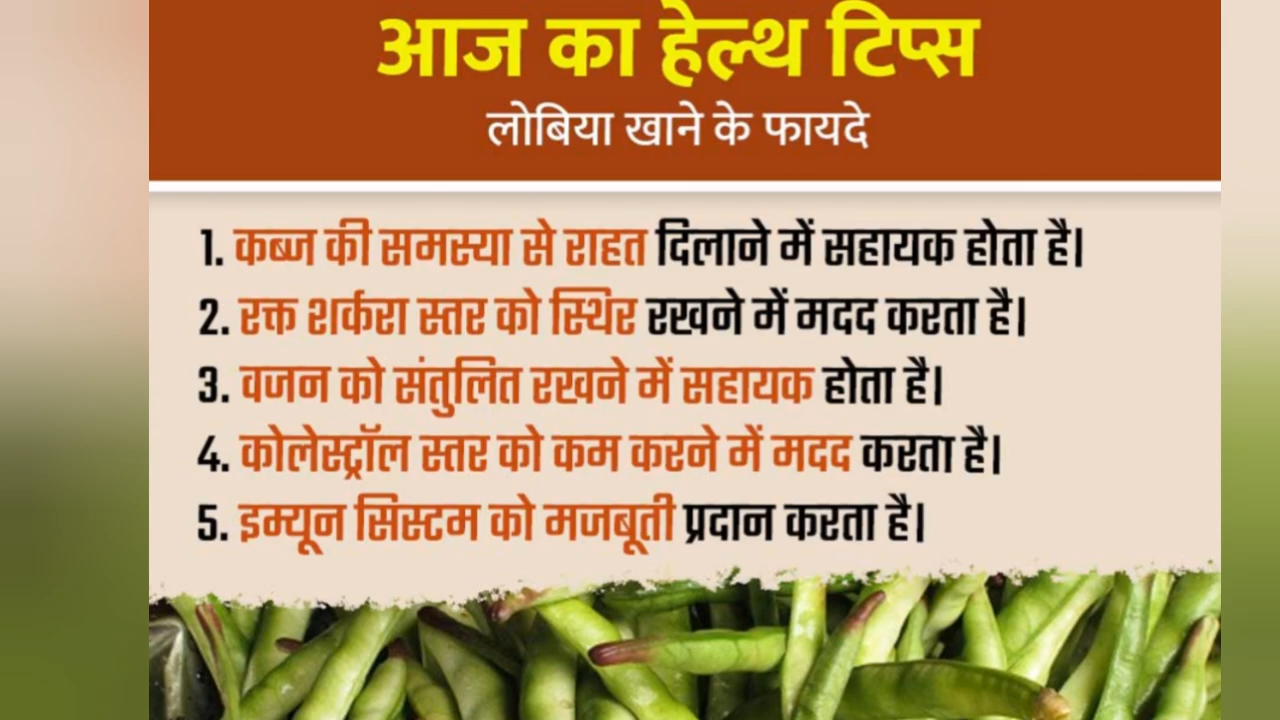 आज का हेल्थ टिप्स
लोबिया खाने के फायदे
1. कब्ज की समस्या से राहत दिलाने में सहायक होता है।
2. रक्त शर्करा स्तर को स्थिर रखने में मदद करता है।
3. वजन को संतुलित रखने में सहायक होता है।
4. कोलेस्ट्रॉल स्तर को कम करने में मदद करता है।
5. इम्यून सिस्टम को मजबूती प्रदान करता है।